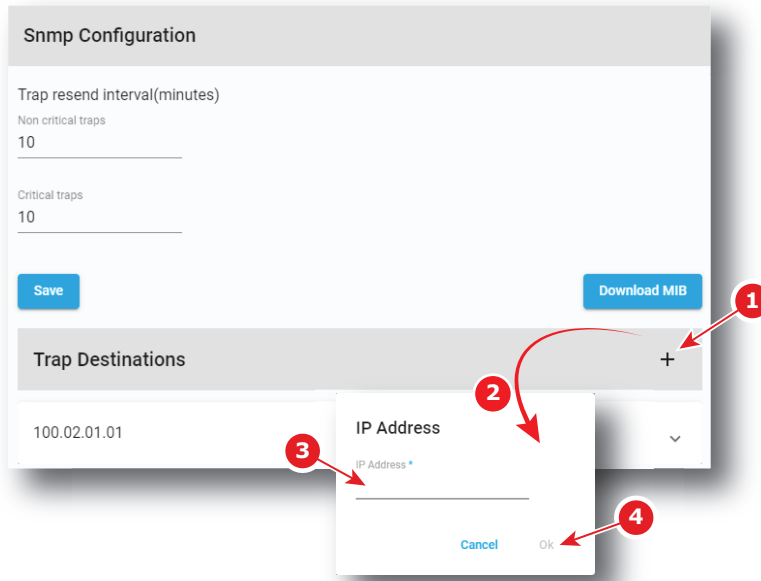 Snmp Configuration
Trap resend interval(minutes)
Non critical traps
10
Critical traps
10
Save
Download MIB
1
Trap Destinations
+
2
100.02.01.01
IP Address
3
IP Address *
4
Cancel
Ok